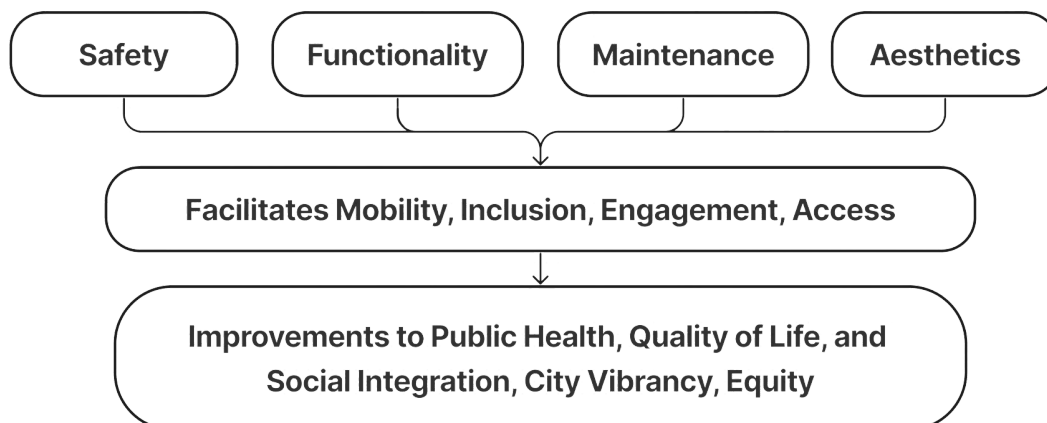 Safety
Functionality
Maintenance
Aesthetics
Facilitates Mobility, Inclusion, Engagement, Access
Improvements to Public Health, Quality of Life, and
Social Integration, City Vibrancy, Equity